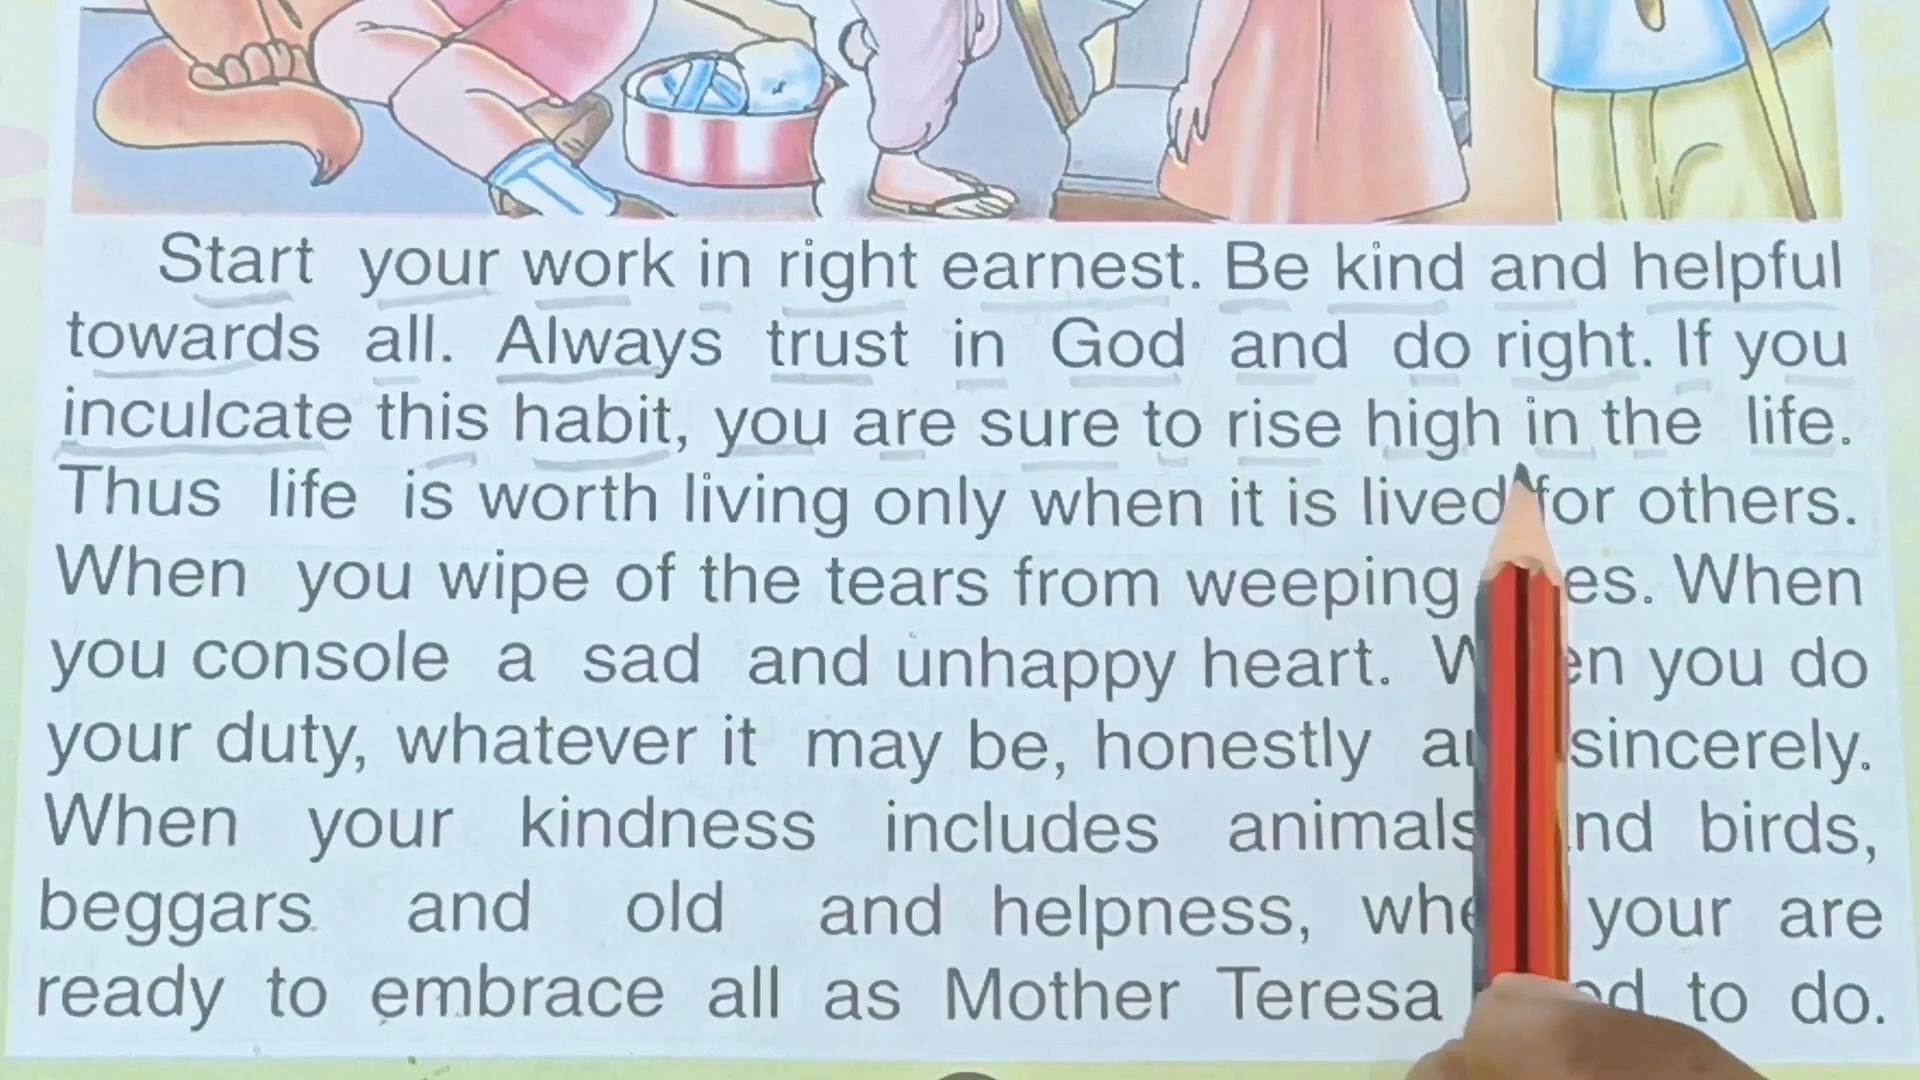 Start your work in right earnest. Be kind and helpful
towards all. Always trust in God and do right. If you
inculcate this habit, you are sure to rise high in the life.
Thus life is worth living only when it is lived for others.
When you wipe of the tears from weeping es. When
you console a sad and unhappy heart. W en you do
your duty, whatever it may be, honestly a sincerely.
When your kindness includes animals nd birds,
beggars and old and helpness, whe your are
ready to embrace all as Mother Teresa ed to do.